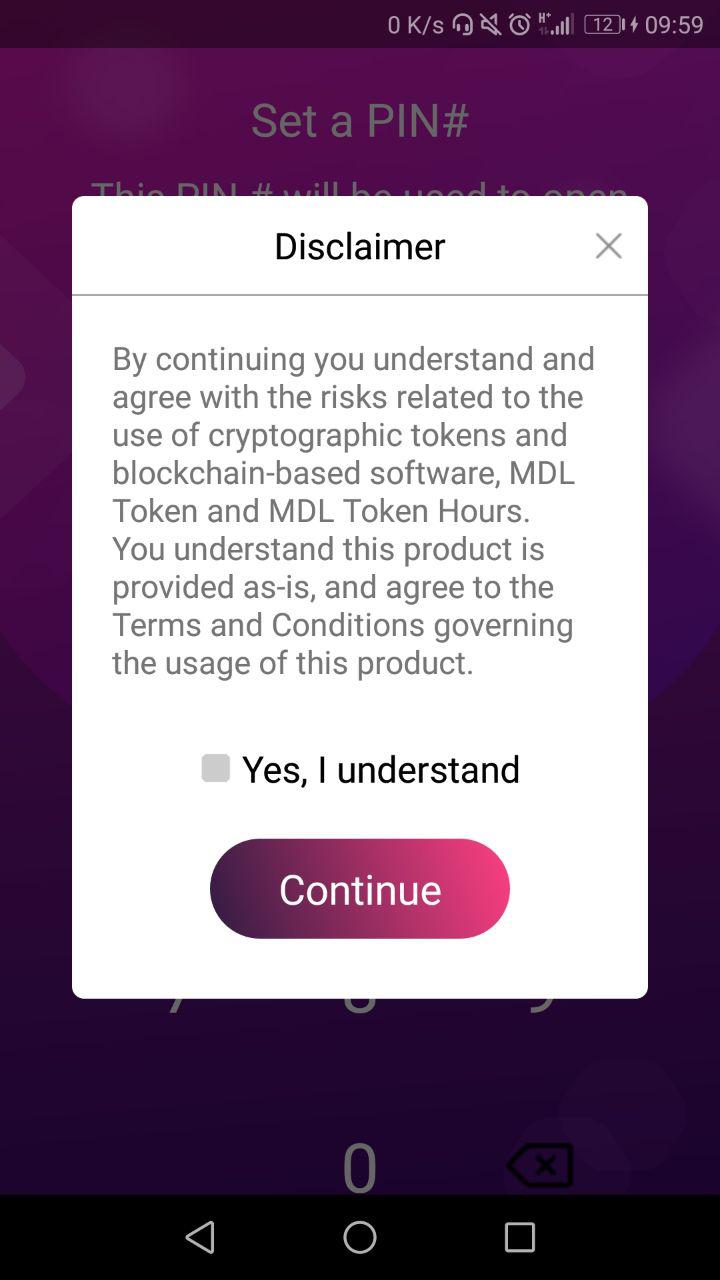 0 K/s H+ 12 09:59
Set a PIN#
This PIN # will be used to open
Disclaimer
By continuing you understand and
agree with the risks related to the
use of cryptographic tokens and
blockchain-based software, MDL
Token and MDL Token Hours.
You understand this product is
provided as-is, and agree to the
Terms and Conditions governing
the usage of this product.
Yes, I understand
Continue
0